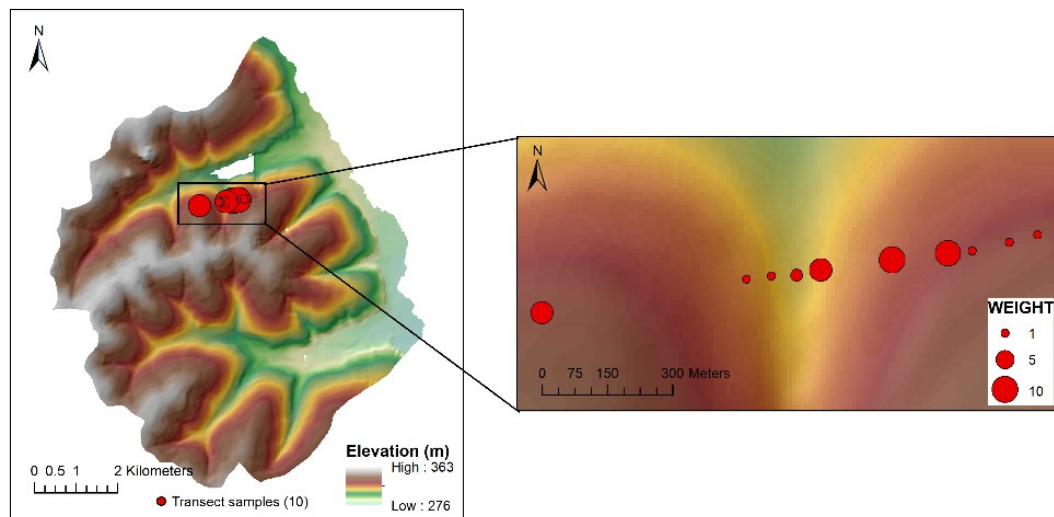 N
Elevation (m)
High : 363
Low : 276
0 0.5 1 2 Kilometers
Transect samples (10)
N
0 75 150 300 Meters
WEIGHT
1
5
10